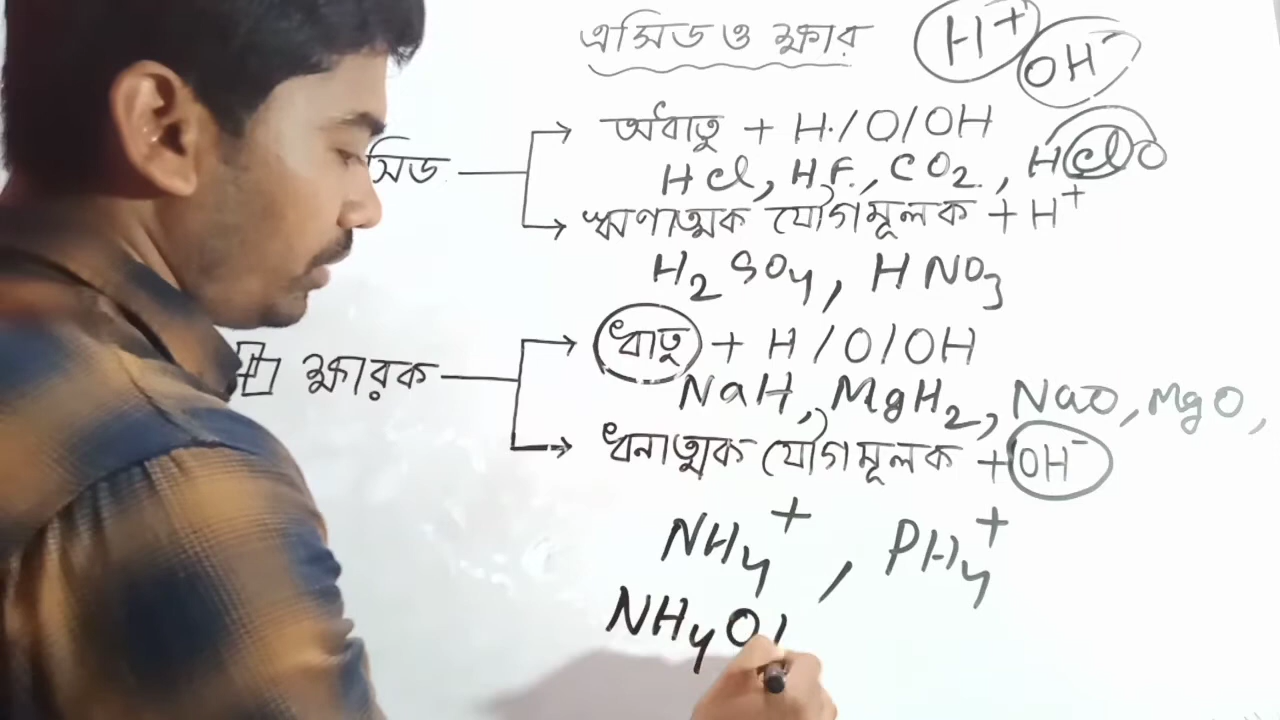 এসিড ও ক্ষার H⁺ OH⁻
সিড → অধাতু + H/O/OH
HCl, HF, CO₂, HClO
→ ঋণাত্মক যৌগমূলক + H⁺
H₂SO₄, HNO₃
ক্ষারক → ধাতু + H/O/OH
NaH, MgH₂, NaO, MgO,
→ ধনাত্মক যৌগমূলক + OH⁻
NH₄⁺, PH₄⁺
NH₄O